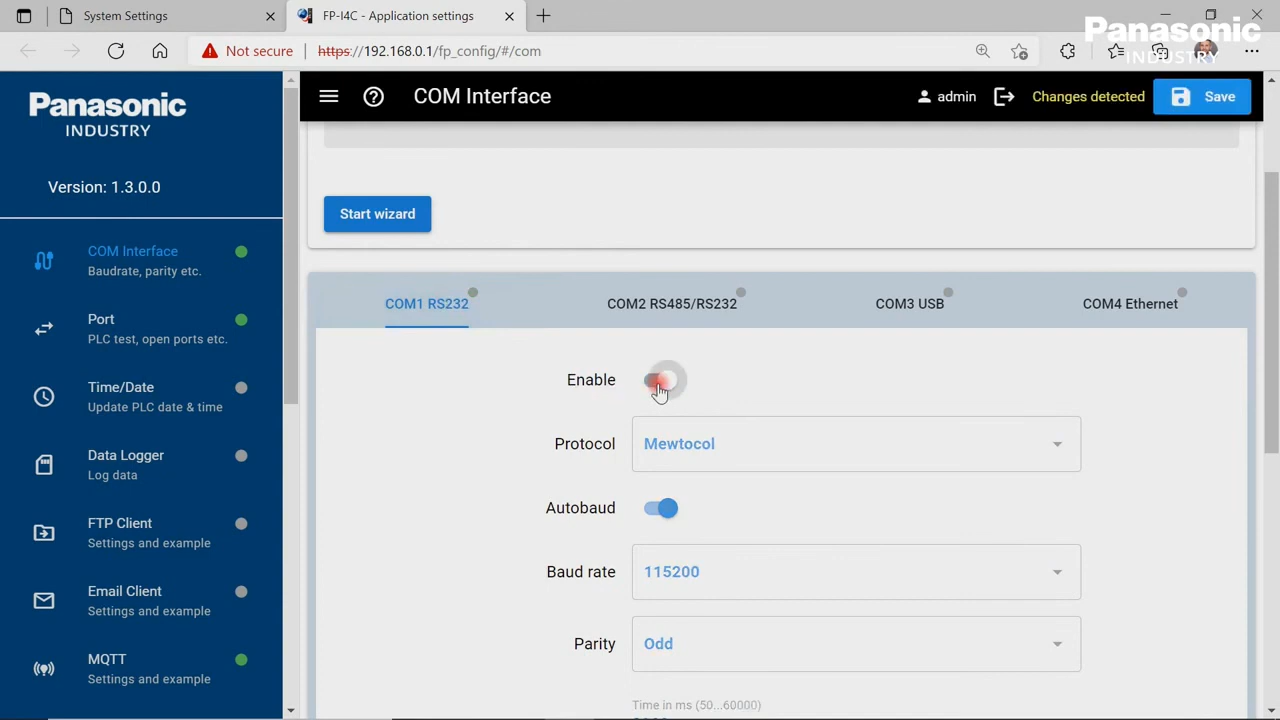 System Settings
FP-I4C - Application settings
Panasonic
INDUSTRY
Not secure
https://192.168.0.1/fp_config/#/com
Panasonic
INDUSTRY
Version: 1.3.0.0
COM Interface
admin
Changes detected
Save
Start wizard
COM Interface
Baudrate, parity etc.
Port
PLC test, open ports etc.
Time/Date
Update PLC date & time
Data Logger
Log data
FTP Client
Settings and example
Email Client
Settings and example
MQTT
Settings and example
COM1 RS232
COM2 RS485/RS232
COM3 USB
COM4 Ethernet
Enable
Protocol
Mewtocol
Autobaud
Baud rate
115200
Parity
Odd
Time in ms (50...60000)